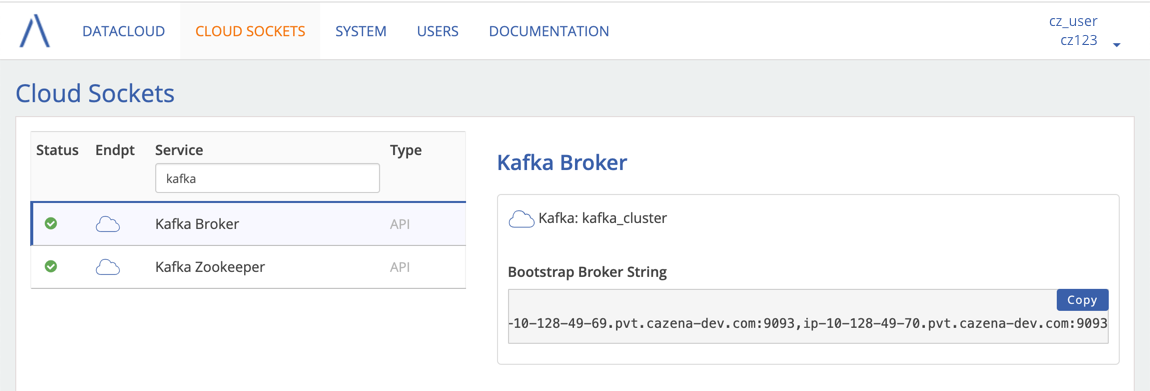 DATACLOUD CLOUD SOCKETS SYSTEM USERS DOCUMENTATION
cz_user
cz123
Cloud Sockets
Status Endpt Service Type
kafka
Kafka Broker API
Kafka Zookeeper API
Kafka Broker
Kafka: kafka_cluster
Bootstrap Broker String
Copy
-10-128-49-69.pvt.cazena-dev.com:9093,ip-10-128-49-70.pvt.cazena-dev.com:9093